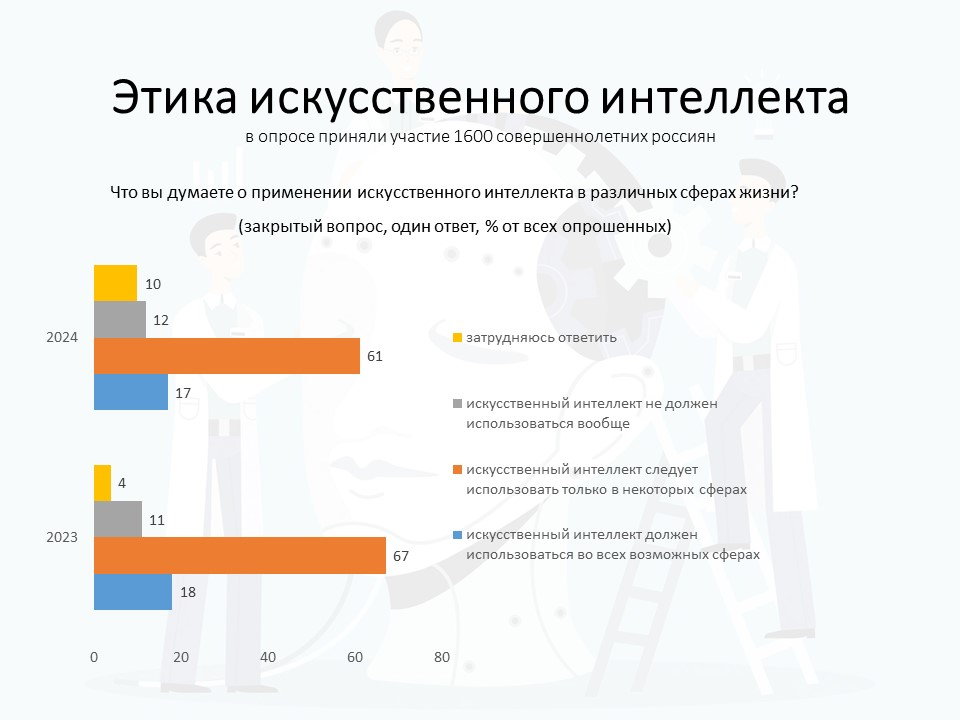 Этика искусственного интеллекта
в опросе приняли участие 1600 совершеннолетних россиян
Что вы думаете о применении искусственного интеллекта в различных сферах жизни?
(закрытый вопрос, один ответ, % от всех опрошенных)
2024
10
12
61
17
2023
4
11
67
18
0 20 40 60 80
затрудняюсь ответить
искусственный интеллект не должен
использоваться вообще
искусственный интеллект следует
использовать только в некоторых сферах
искусственный интеллект должен
использоваться во всех возможных сферах